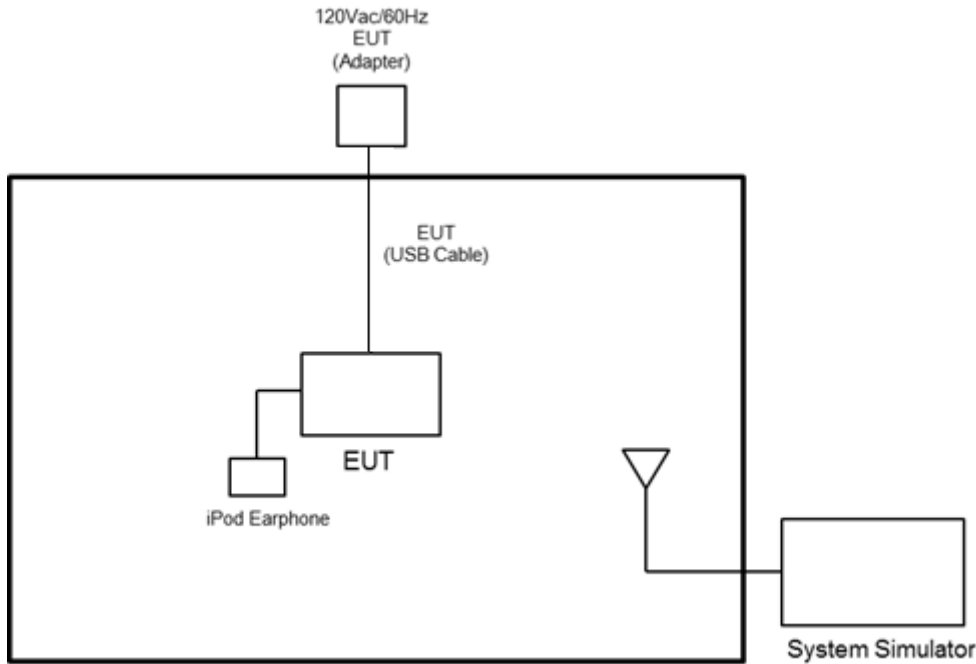 120Vac/60Hz
EUT
(Adapter)
EUT
(USB Cable)
EUT
iPod Earphone
System Simulator